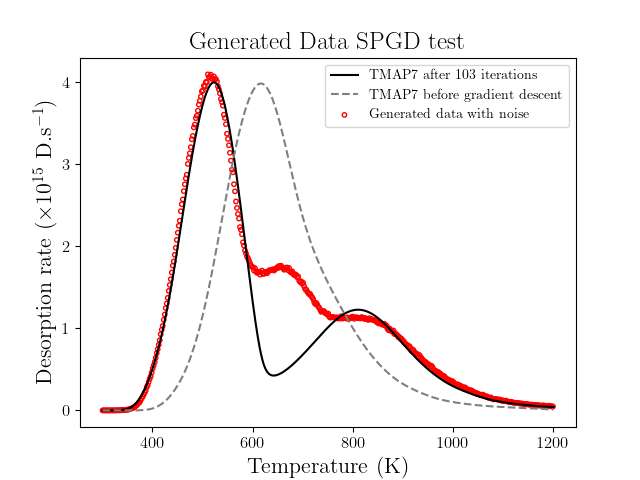 Generated Data SPGD test
TMAP7 after 103 iterations
TMAP7 before gradient descent
Generated data with noise
Desorption rate (×10¹⁵ D.s⁻¹)
4
3
2
1
0
400 600 800 1000 1200
Temperature (K)